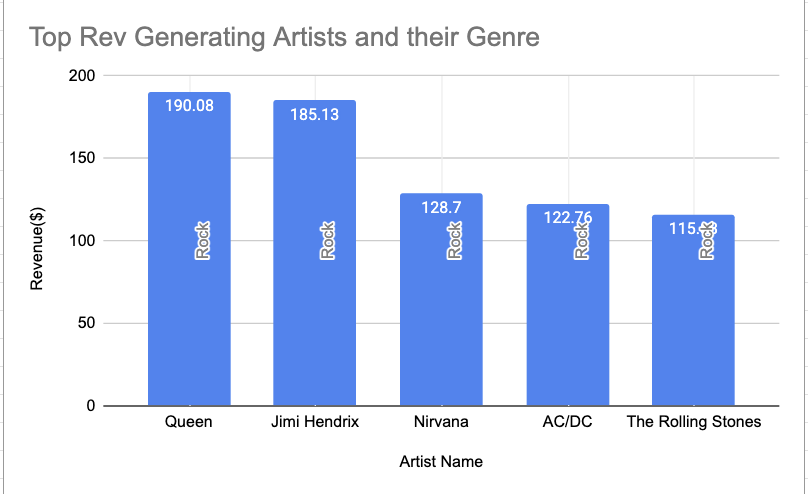 Top Rev Generating Artists and their Genre
200
150
100
50
0
Revenue($)
190.08
185.13
128.7
122.76
Rock
Rock
Rock
Rock
Rock
Queen
Jimi Hendrix
Nirvana
AC/DC
The Rolling Stones
Artist Name